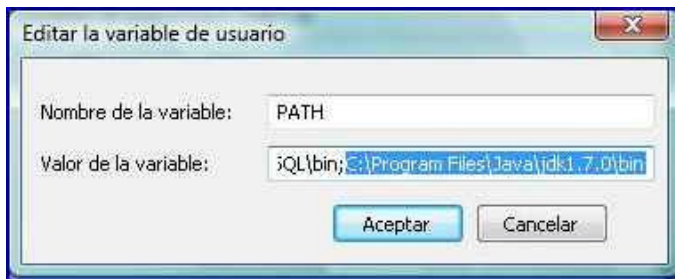 Editar la variable de usuario
Nombre de la variable: PATH
Valor de la variable: QL\bin;C:\Program Files\Java\jdk1.7.0\bin
Aceptar Cancelar